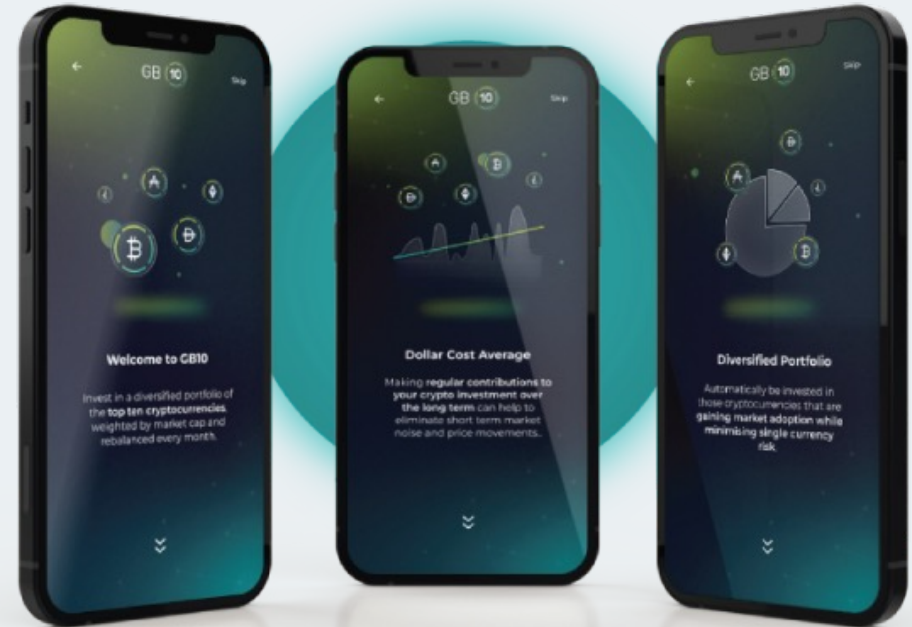 GB 10
Skip
Welcome to GB10
Invest in a diversified portfolio of
the top ten cryptocurrencies,
weighted by market cap and
rebalanced every month.
GB 10
Skip
Dollar Cost Average
Making regular contributions to
your crypto investment over
the long term can help to
eliminate short term market
noise and price movements.
GB 10
Skip
Diversified Portfolio
Automatically be invested in
those cryptocurrencies that are
gaining market adoption while
minimising single currency
risk.